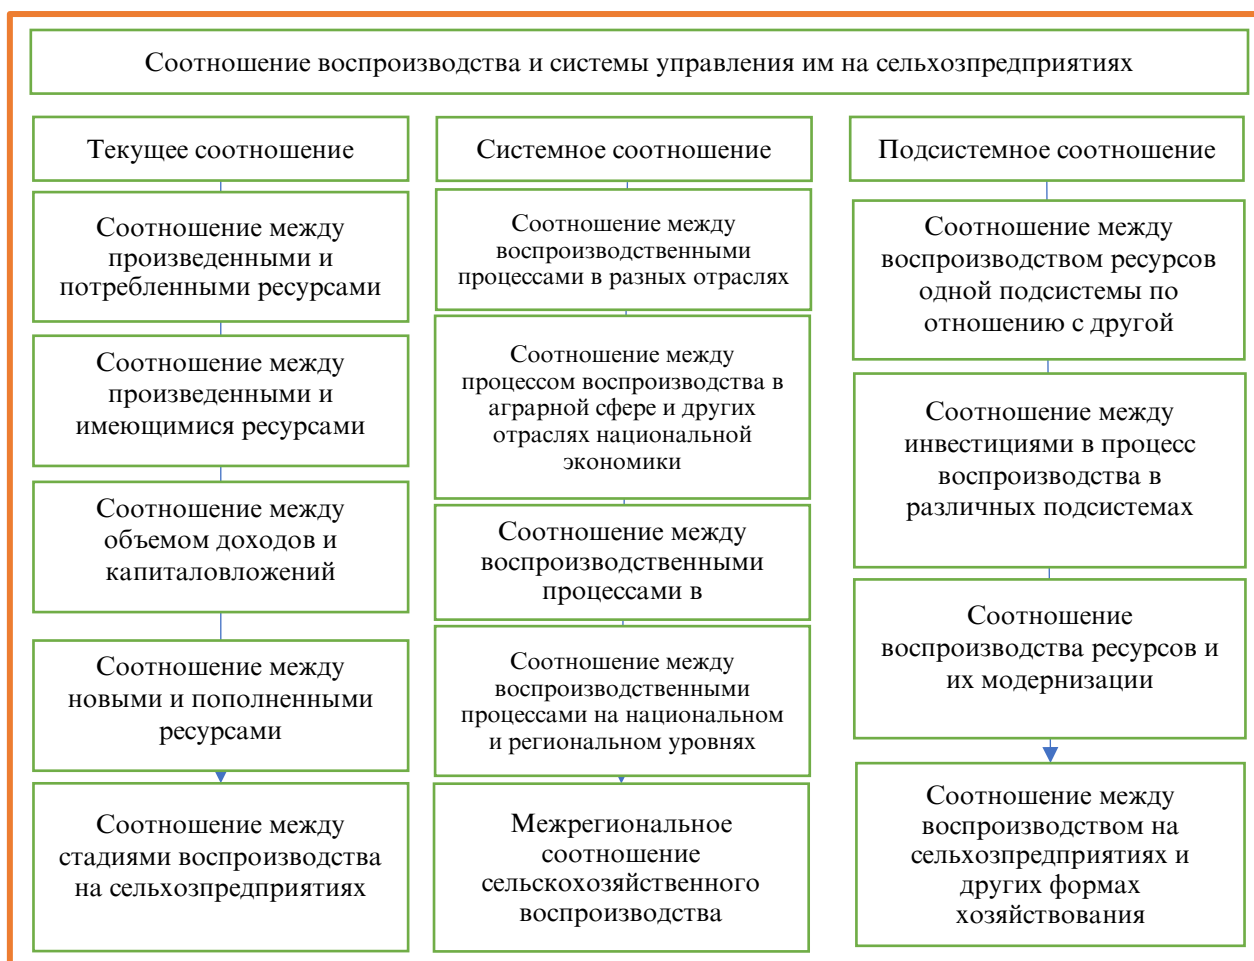 Соотношение воспроизводства и системы управления им на сельхозпредприятиях
Текущее соотношение
Соотношение между
произведенными и
потребленными ресурсами
Соотношение между
произведенными и
имеющимися ресурсами
Соотношение между
объемом доходов и
капиталовложений
Соотношение между
новыми и пополненными
ресурсами
Соотношение между
стадиями воспроизводства
на сельхозпредприятиях
Системное соотношение
Соотношение между
воспроизводственными
процессами в разных отраслях
Соотношение между
процессом воспроизводства в
аграрной сфере и других
отраслях национальной
экономики
Соотношение между
воспроизводственными
процессами в
Соотношение между
воспроизводственными
процессами на национальном
и региональном уровнях
Межрегиональное
соотношение
сельскохозяйственного
воспроизводства
Подсистемное соотношение
Соотношение между
воспроизводством ресурсов
одной подсистемы по
отношению с другой
Соотношение между
инвестициями в процесс
воспроизводства в
различных подсистемах
Соотношение
воспроизводства ресурсов и
их модернизации
Соотношение между
воспроизводством на
сельхозпредприятиях и
других формах
хозяйствования